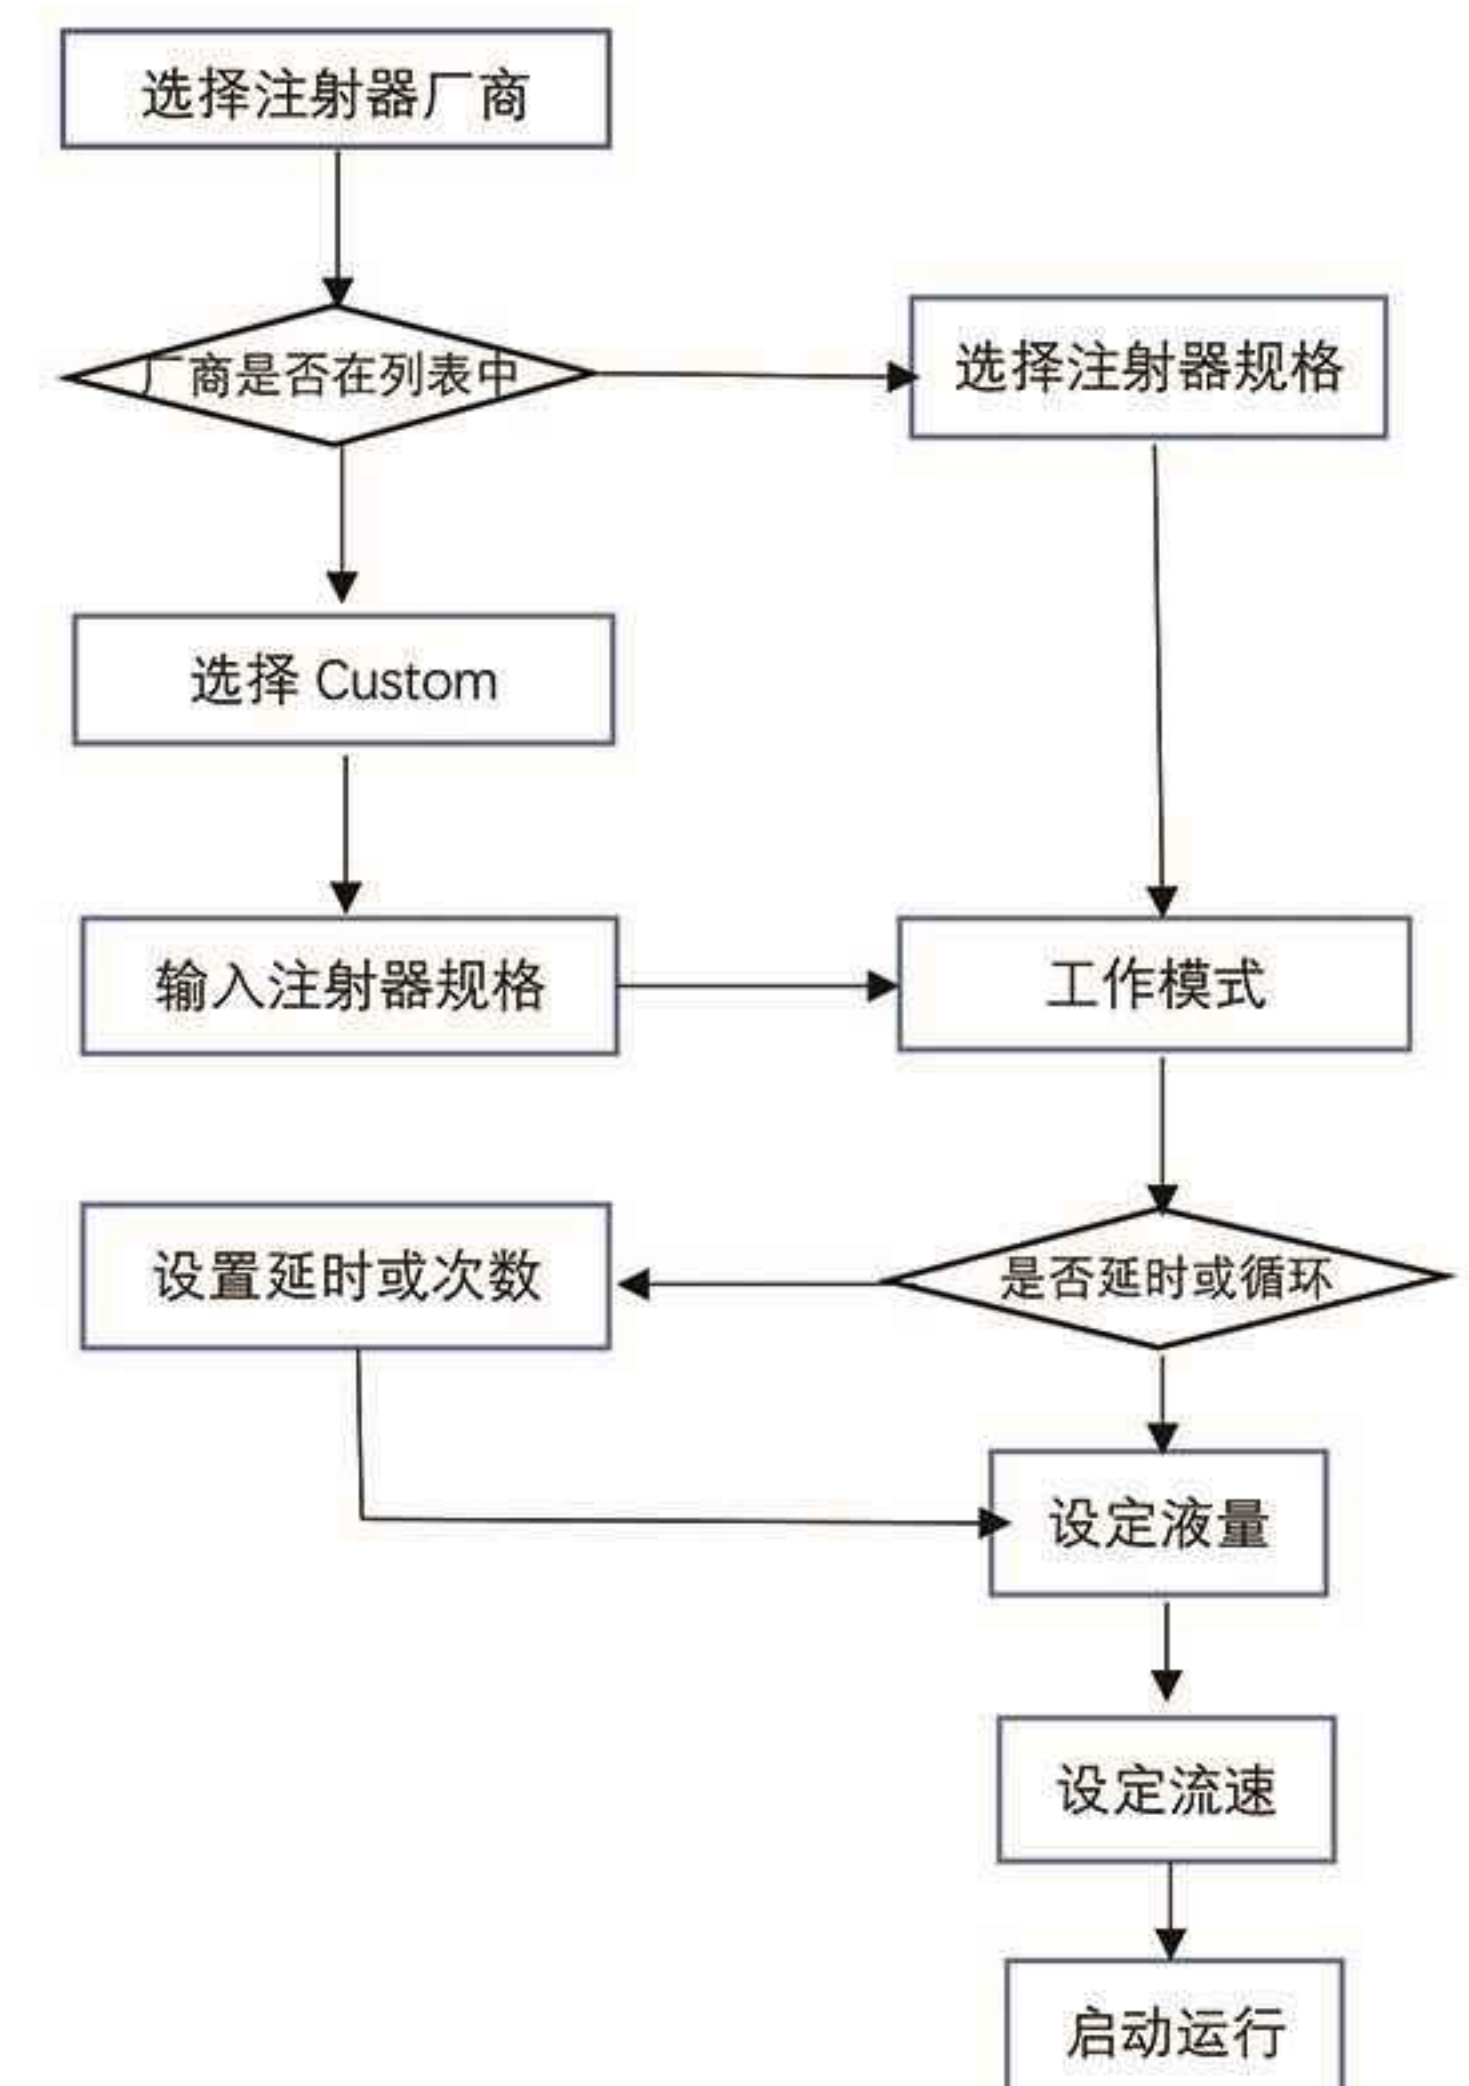 选择注射器厂商
厂商是否在列表中
选择注射器规格
选择 Custom
输入注射器规格
工作模式
设置延时或次数
是否延时或循环
设定液量
设定流速
启动运行